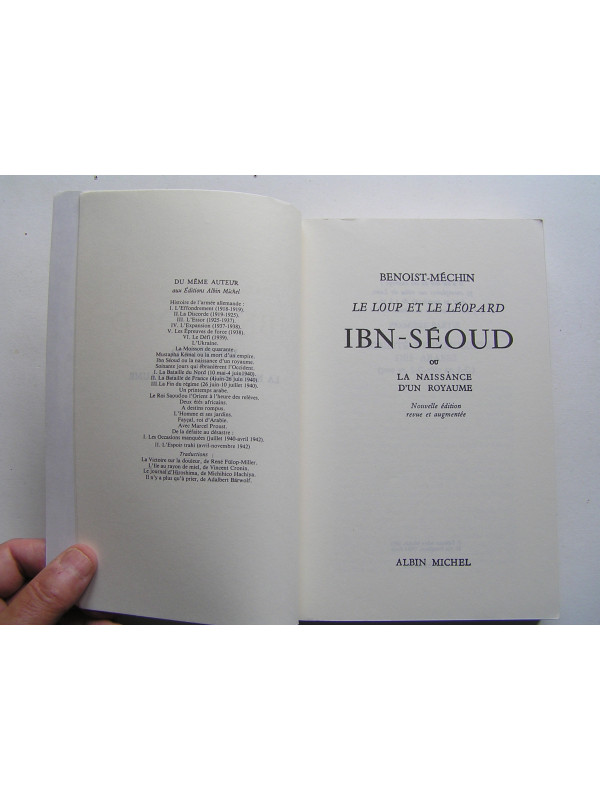 DU MÊME AUTEUR
aux Éditions Albin Michel
Histoire de l'armée allemande :
I. L'Effondrement (1918-1919).
II. La Discorde (1919-1925).
III. L'Essor (1925-1937).
IV. L'Expansion (1937-1938).
V. Les Épreuves de force (1938).
VI. Le Défi (1939).
L'Ukraine.
La Moisson de quarante.
Mustapha Kémal ou la mort d'un empire.
Ibn Séoud ou la naissance d'un royaume.
Soixante jours qui ébranlèrent l'Occident.
I. La Bataille du Nord (10 mai-4 juin 1940).
II. La Bataille de France (4 juin-26 juin 1940).
III. La Fin du régime (26 juin-10 juillet 1940).
Un printemps arabe.
Le Roi Saoud ou l'Orient à l'heure des relèves.
Deux étés africains.
A destins rompus.
L'Homme et ses jardins.
Fayçal, roi d'Arabie.
Avec Marcel Proust.
De la défaite au désastre :
I. Les Occasions manquées (juillet 1940-avril 1942).
II. L'Espoir trahi (avril-novembre 1942)
Traductions :
La Victoire sur la douleur, de René Fülop-Miller.
L'Ile au rayon de miel, de Vincent Cronin.
Le journal d'Hiroshima, de Michihico Hachiya.
Il n'y a plus qu'à prier, de Adalbert Bärwolf.
BENOIST-MÉCHIN
LE LOUP ET LE LÉOPARD
IBN-SÉOUD
OU
LA NAISSANCE
D'UN ROYAUME
Nouvelle édition
revue et augmentée
ALBIN MICHEL